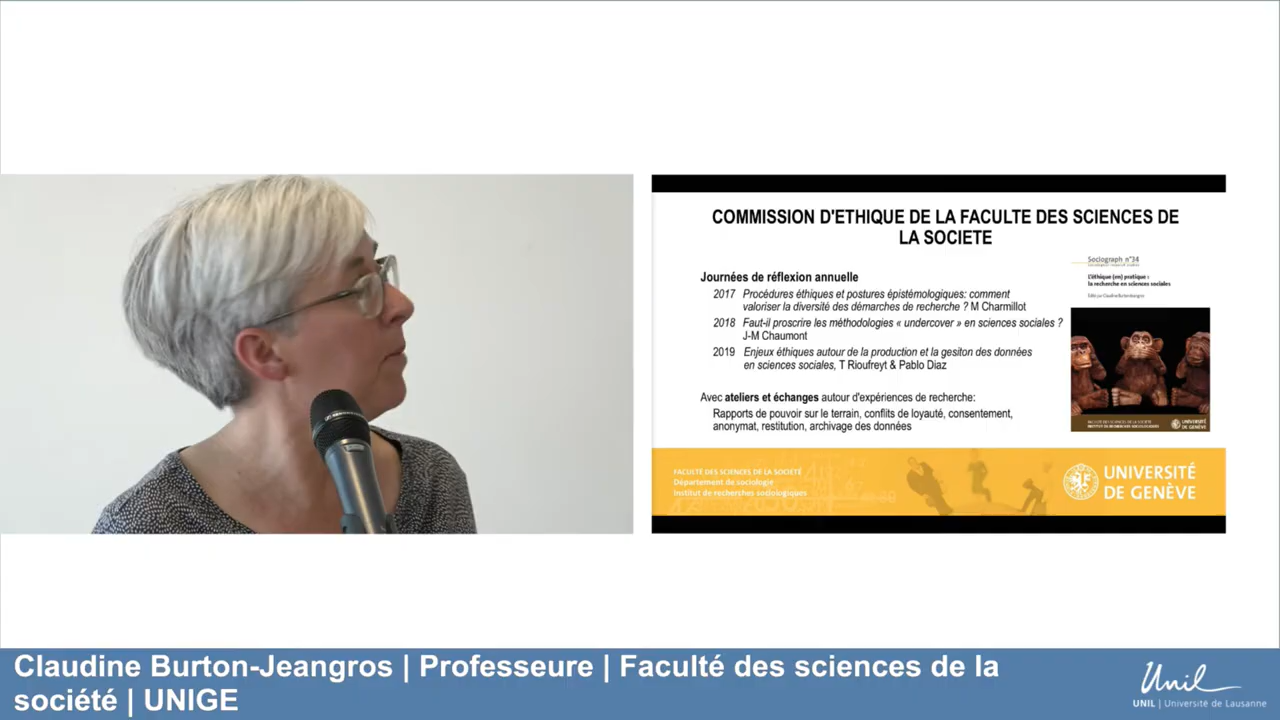 COMMISSION D'ETHIQUE DE LA FACULTE DES SCIENCES DE
LA SOCIETE
Journées de réflexion annuelle
2017 Procédures éthiques et postures épistémologiques: comment
valoriser la diversité des démarches de recherche ? M Charmillot
2018 Faut-il proscrire les méthodologies « undercover » en sciences sociales ?
J-M Chaumont
2019 Enjeux éthiques autour de la production et la gesiton des données
en sciences sociales, T Rioufreyt & Pablo Diaz
Avec ateliers et échanges autour d'expériences de recherche:
Rapports de pouvoir sur le terrain, conflits de loyauté, consentement,
anonymat, restitution, archivage des données
Sociograph n°34
L'éthique (en) pratique :
la recherche en sciences sociales
UNIVERSITÉ
DE GENÈVE
FACULTÉ DES SCIENCES DE LA SOCIÉTÉ
Département de sociologie
Institut de recherches sociologiques
UNIVERSITÉ
DE GENÈVE
Claudine Burton-Jeangros | Professeure | Faculté des sciences de la
société | UNIGE
Unil
UNIL | Université de Lausanne